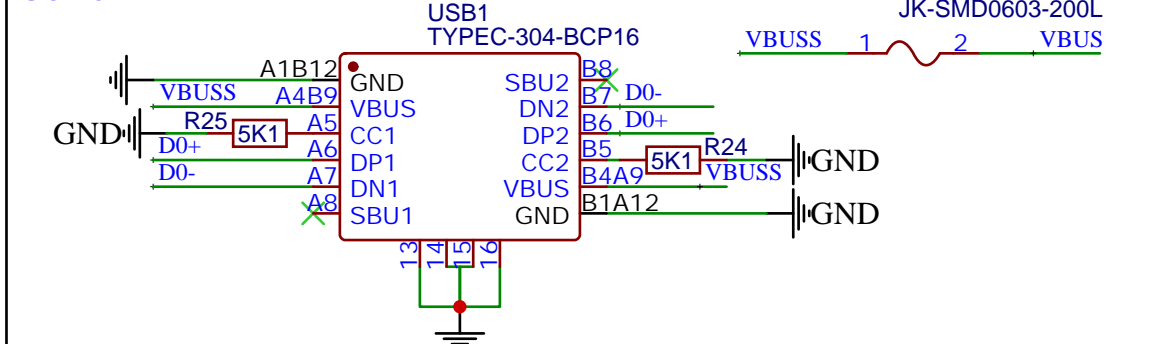 USB1
TYPEC-304-BCP16
JK-SMD0603-200L
VBUSS 1 2 VBUS
A1B12 GND SBU2 B8
VBUSS A4B9 VBUS DN2 B7 D0-
GND R25 5K1 A5 CC1 DP2 B6 D0+
D0+ A6 DP1 CC2 B5 5K1 R24 GND
D0- A7 DN1 VBUS B4A9 VBUSS
A8 SBU1 GND B1A12 GND
13 14 15 16